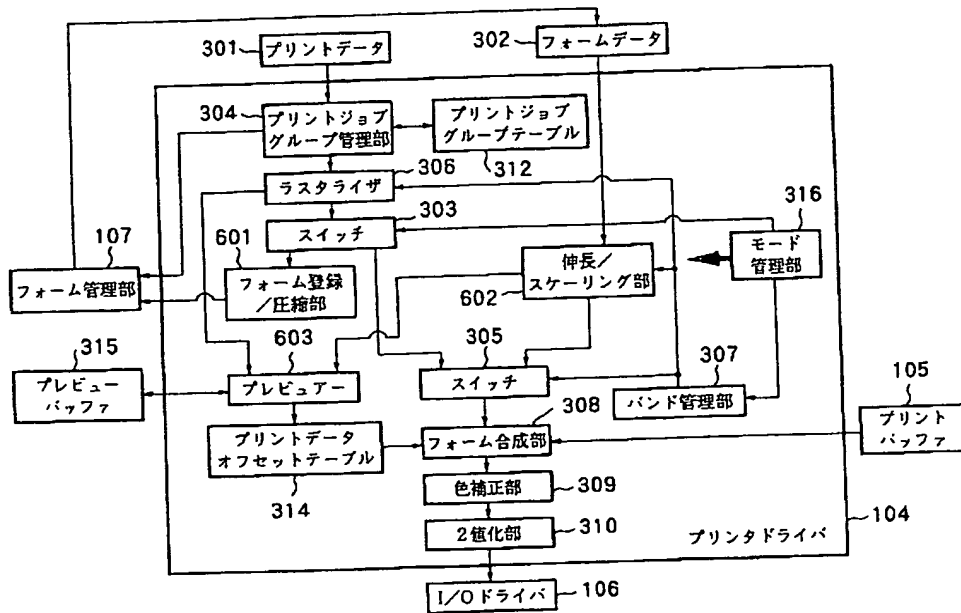 301 プリントデータ
302 フォームデータ
304 プリントジョブ
グループ管理部
プリントジョブ
グループテーブル
312
306
ラスタライザ
303
スイッチ
316
モード
管理部
107
フォーム管理部
601
フォーム登録
/圧縮部
伸長/
スケーリング部
602
603
プレビュアー
315
プレビュー
バッファ
305
スイッチ
307
バンド管理部
105
プリント
バッファ
プリントデータ
オフセットテーブル
314
308
フォーム合成部
色補正部 309
2値化部 310
プリンタドライバ
104
I/Oドライバ 106